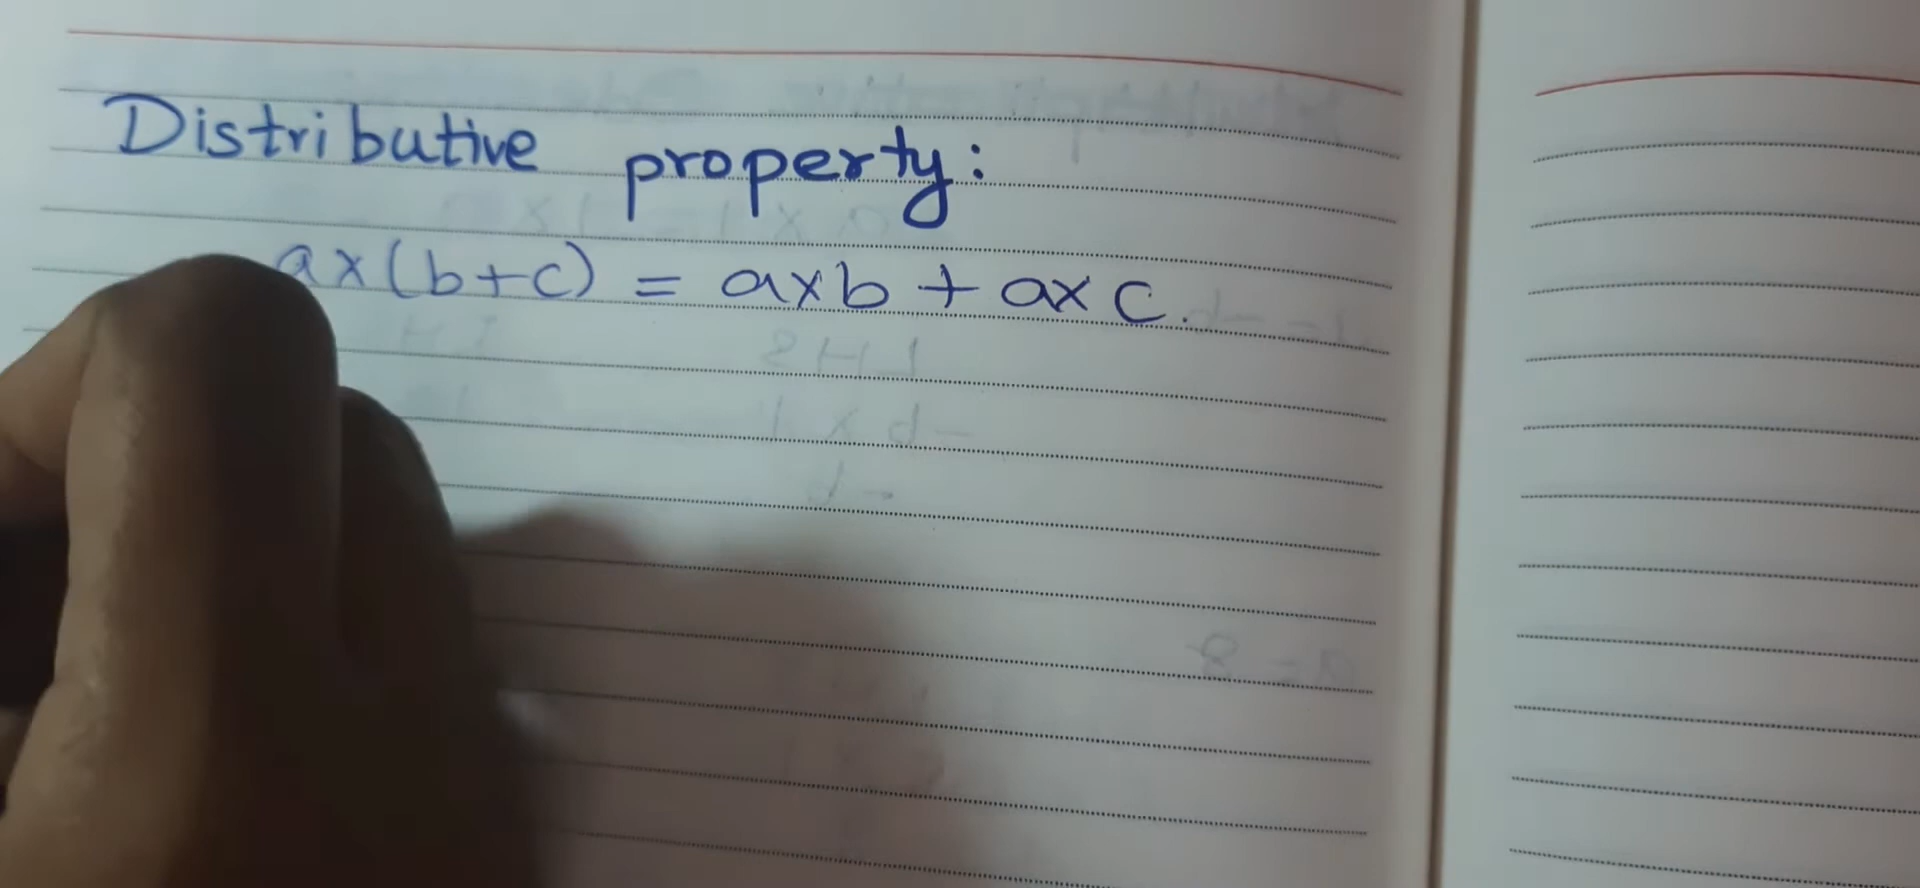 Distributive property:
a×(b+c) = a×b + a×c.